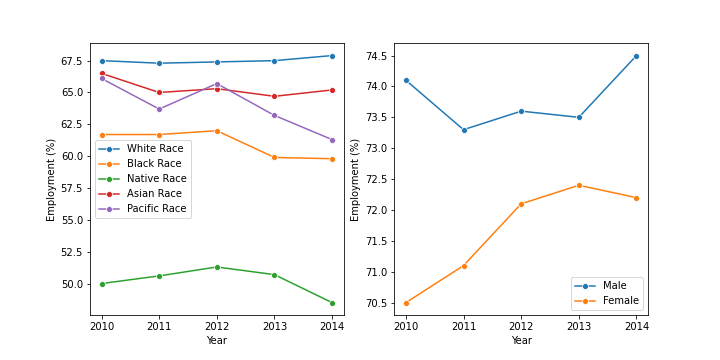 67.5
65.0
62.5
60.0
57.5
55.0
52.5
50.0
Employment (%)
2010 2011 2012 2013 2014
Year
White Race
Black Race
Native Race
Asian Race
Pacific Race
74.5
74.0
73.5
73.0
72.5
72.0
71.5
71.0
70.5
Employment (%)
2010 2011 2012 2013 2014
Year
Male
Female